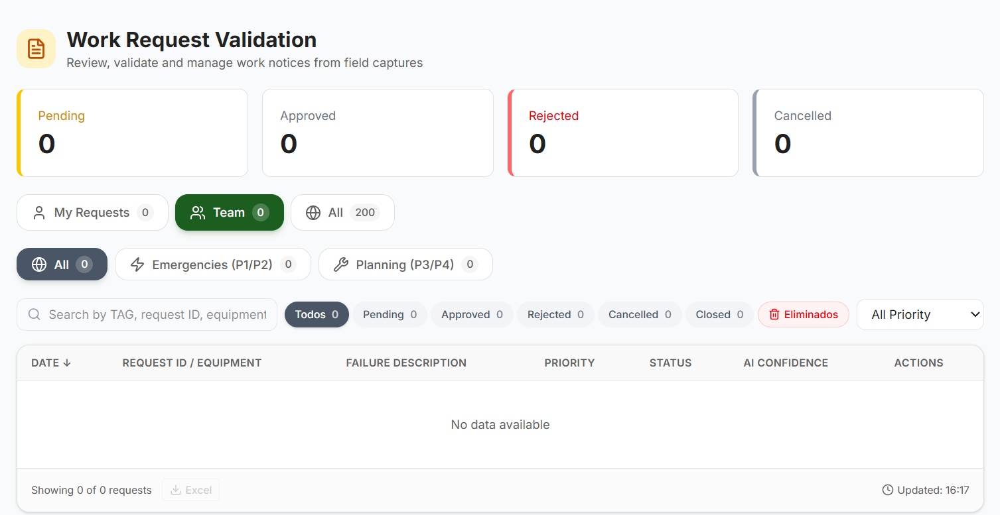 Work Request Validation
Review, validate and manage work notices from field captures
Pending
0
Approved
0
Rejected
0
Cancelled
0
My Requests 0
Team 0
All 200
All 0
Emergencies (P1/P2) 0
Planning (P3/P4) 0
Search by TAG, request ID, equipment
Todos 0
Pending 0
Approved 0
Rejected 0
Cancelled 0
Closed 0
Eliminados
All Priority
DATE ↓ REQUEST ID / EQUIPMENT FAILURE DESCRIPTION PRIORITY STATUS AI CONFIDENCE ACTIONS
No data available
Showing 0 of 0 requests
Excel
Updated: 16:17